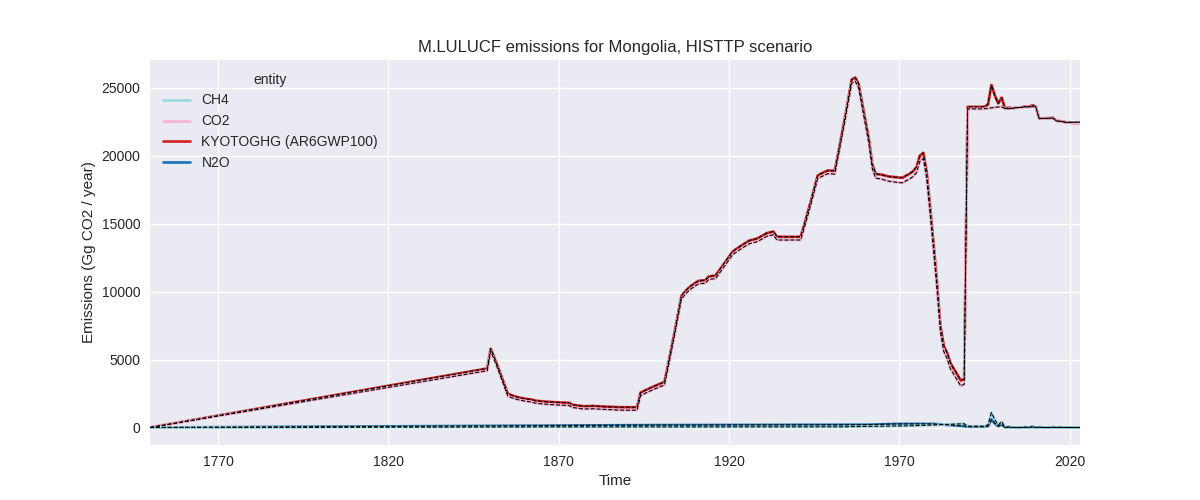 M.LULUCF emissions for Mongolia, HISTTP scenario
entity
CH4
CO2
KYOTOGHG (AR6GWP100)
N2O
Emissions (Gg CO2 / year)
25000
20000
15000
10000
5000
0
1770
1820
1870
1920
1970
2020
Time